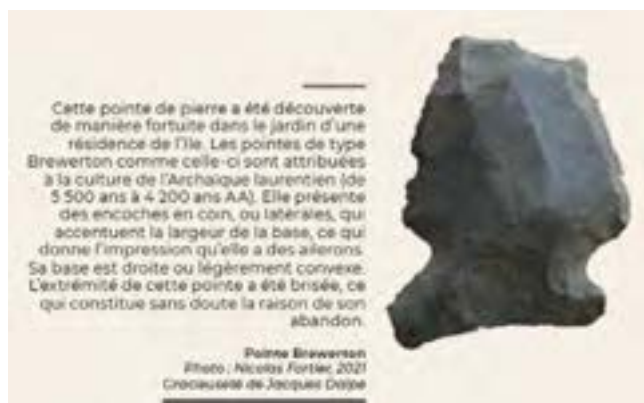 Cette pointe de pierre a été découverte
de manière fortuite dans le jardin d'une
résidence de l'île. Les pointes de type
Brewerton comme celle-ci sont attribuées
à la culture de l'Archaïque laurentien (de
5 500 ans à 4 200 ans AA). Elle présente
des encoches en coin, ou latérales, qui
accentuent la largeur de la base, ce qui
donne l'impression qu'elle a des ailerons.
Sa base est droite ou légèrement convexe.
L'extrémité de cette pointe a été brisée, ce
qui constitue sans doute la raison de son
abandon.
Pointe Brewerton
Photo : Nicolas Fortier, 2021
Gracieuseté de Jacques Dalpé